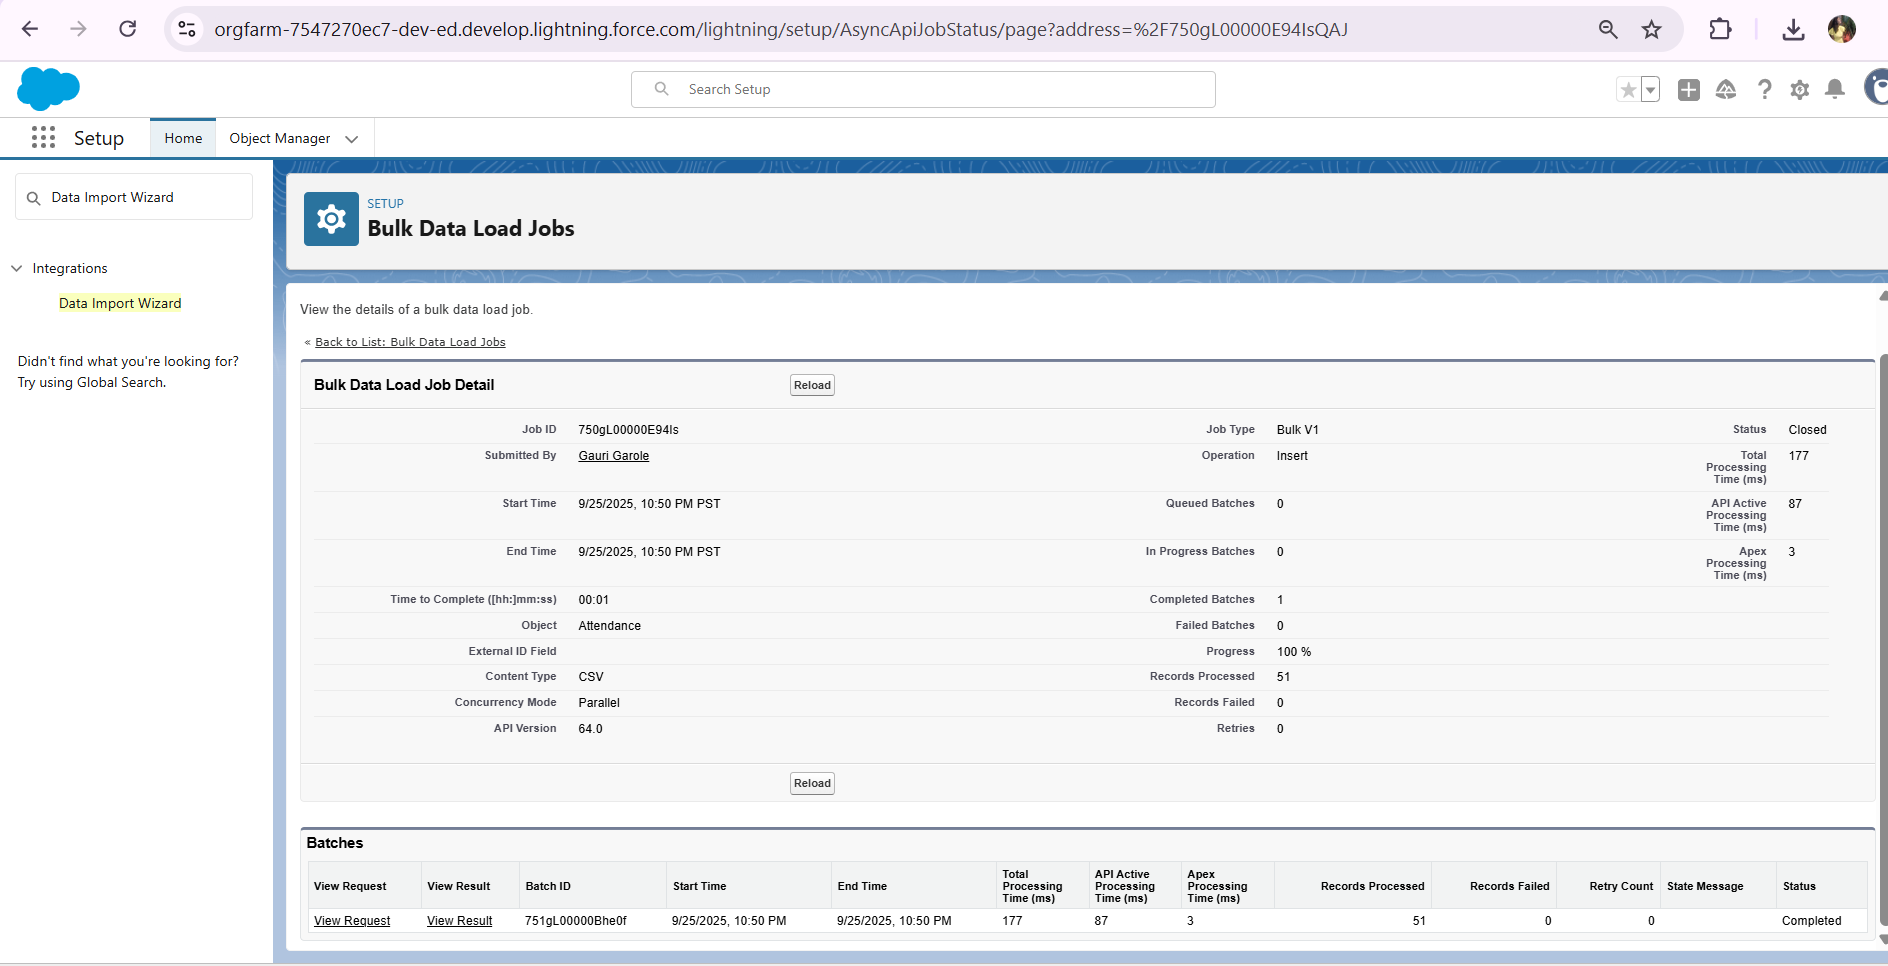 orgfarm-7547270ec7-dev-ed.develop.lightning.force.com/lightning/setup/AsyncApiJobStatus/page?address=%2F750gL00000E94IsQAJ
Search Setup
Setup
Home
Object Manager
Data Import Wizard
Integrations
Data Import Wizard
Didn't find what you're looking for?
Try using Global Search.
SETUP
Bulk Data Load Jobs
View the details of a bulk data load job.
« Back to List: Bulk Data Load Jobs
Bulk Data Load Job Detail
Reload
Job ID 750gL00000E94Is Job Type Bulk V1 Status Closed
Submitted By Gauri Garole Operation Insert Total Processing Time (ms) 177
Start Time 9/25/2025, 10:50 PM PST Queued Batches 0 API Active Processing Time (ms) 87
End Time 9/25/2025, 10:50 PM PST In Progress Batches 0 Apex Processing Time (ms) 3
Time to Complete ([hh:]mm:ss) 00:01 Completed Batches 1
Object Attendance Failed Batches 0
External ID Field Progress 100 %
Content Type CSV Records Processed 51
Concurrency Mode Parallel Records Failed 0
API Version 64.0 Retries 0
Reload
Batches
View Request View Result Batch ID Start Time End Time Total Processing Time (ms) API Active Processing Time (ms) Apex Processing Time (ms) Records Processed Records Failed Retry Count State Message Status
View Request View Result 751gL00000Bhe0f 9/25/2025, 10:50 PM 9/25/2025, 10:50 PM 177 87 3 51 0 0 Completed